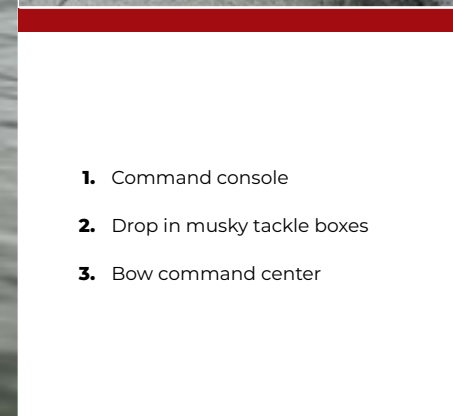 1. Command console
2. Drop in musky tackle boxes
3. Bow command center